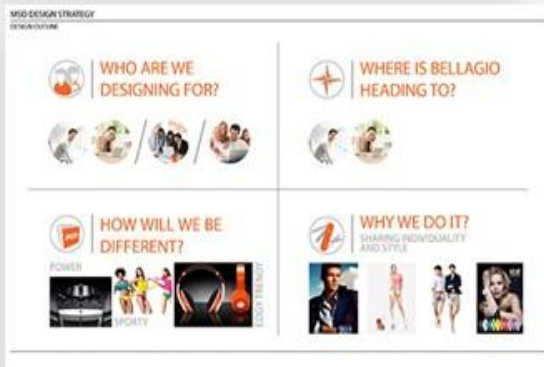 MSO DESIGN STRATEGY
DESIGN OUTLINE
WHO ARE WE
DESIGNING FOR?
WHERE IS BELLAGIO
HEADING TO?
HOW WILL WE BE
DIFFERENT?
POWER
SPORTY
EDGY TRENDY
WHY WE DO IT?
SHARING INDIVIDUALITY
AND STYLE